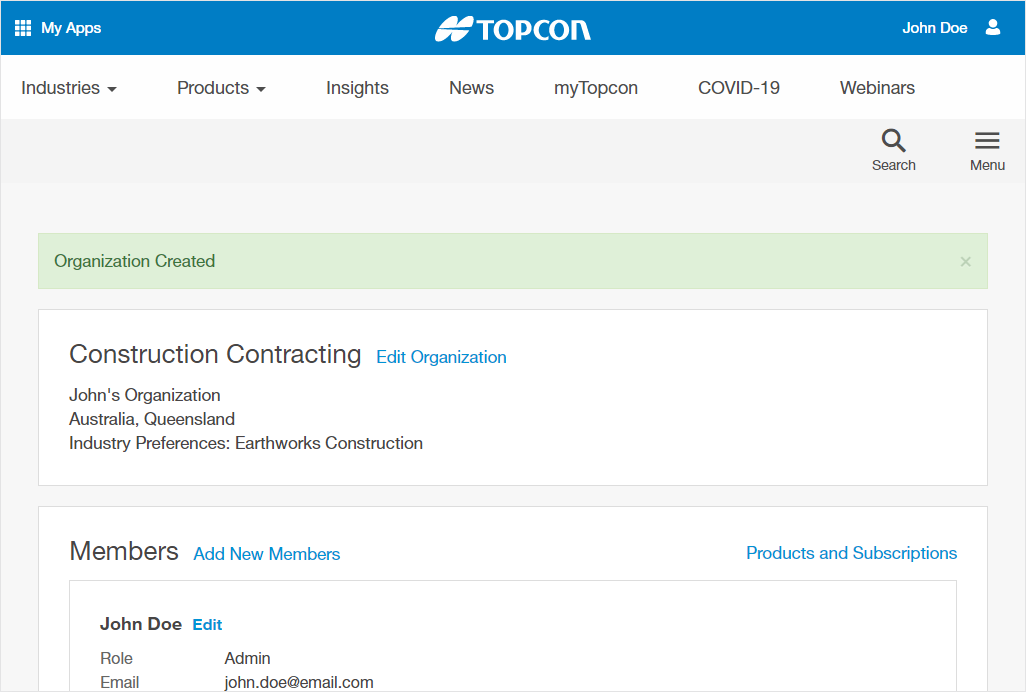 My Apps
TOPCON
John Doe
Industries
Products
Insights
News
myTopcon
COVID-19
Webinars
Search
Menu
Organization Created
×
Construction Contracting Edit Organization
John's Organization
Australia, Queensland
Industry Preferences: Earthworks Construction
Members Add New Members
Products and Subscriptions
John Doe Edit
Role Admin
Email john.doe@email.com